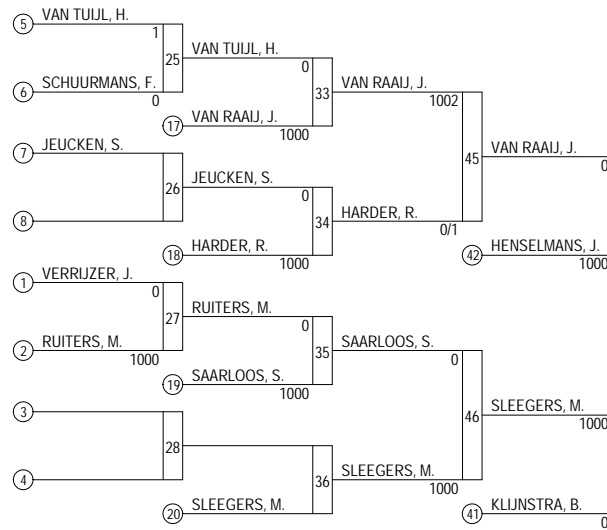 5 VAN TUIJL, H.
1
25 VAN TUIJL, H.
0
6 SCHUURMANS, F.
0
33 VAN RAAIJ, J.
1002
17 VAN RAAIJ, J.
1000
7 JEUCKEN, S.
45 VAN RAAIJ, J.
0
26 JEUCKEN, S.
0
8
34 HARDER, R.
0/1
18 HARDER, R.
1000
42 HENSELMANS, J.
1000
1 VERRIJZER, J.
0
27 RUITERS, M.
0
2 RUITERS, M.
1000
35 SAARLOOS, S.
0
19 SAARLOOS, S.
1000
3
46 SLEEGERS, M.
1000
28
4
36 SLEEGERS, M.
1000
20 SLEEGERS, M.
41 KLIJNSTRA, B.
0